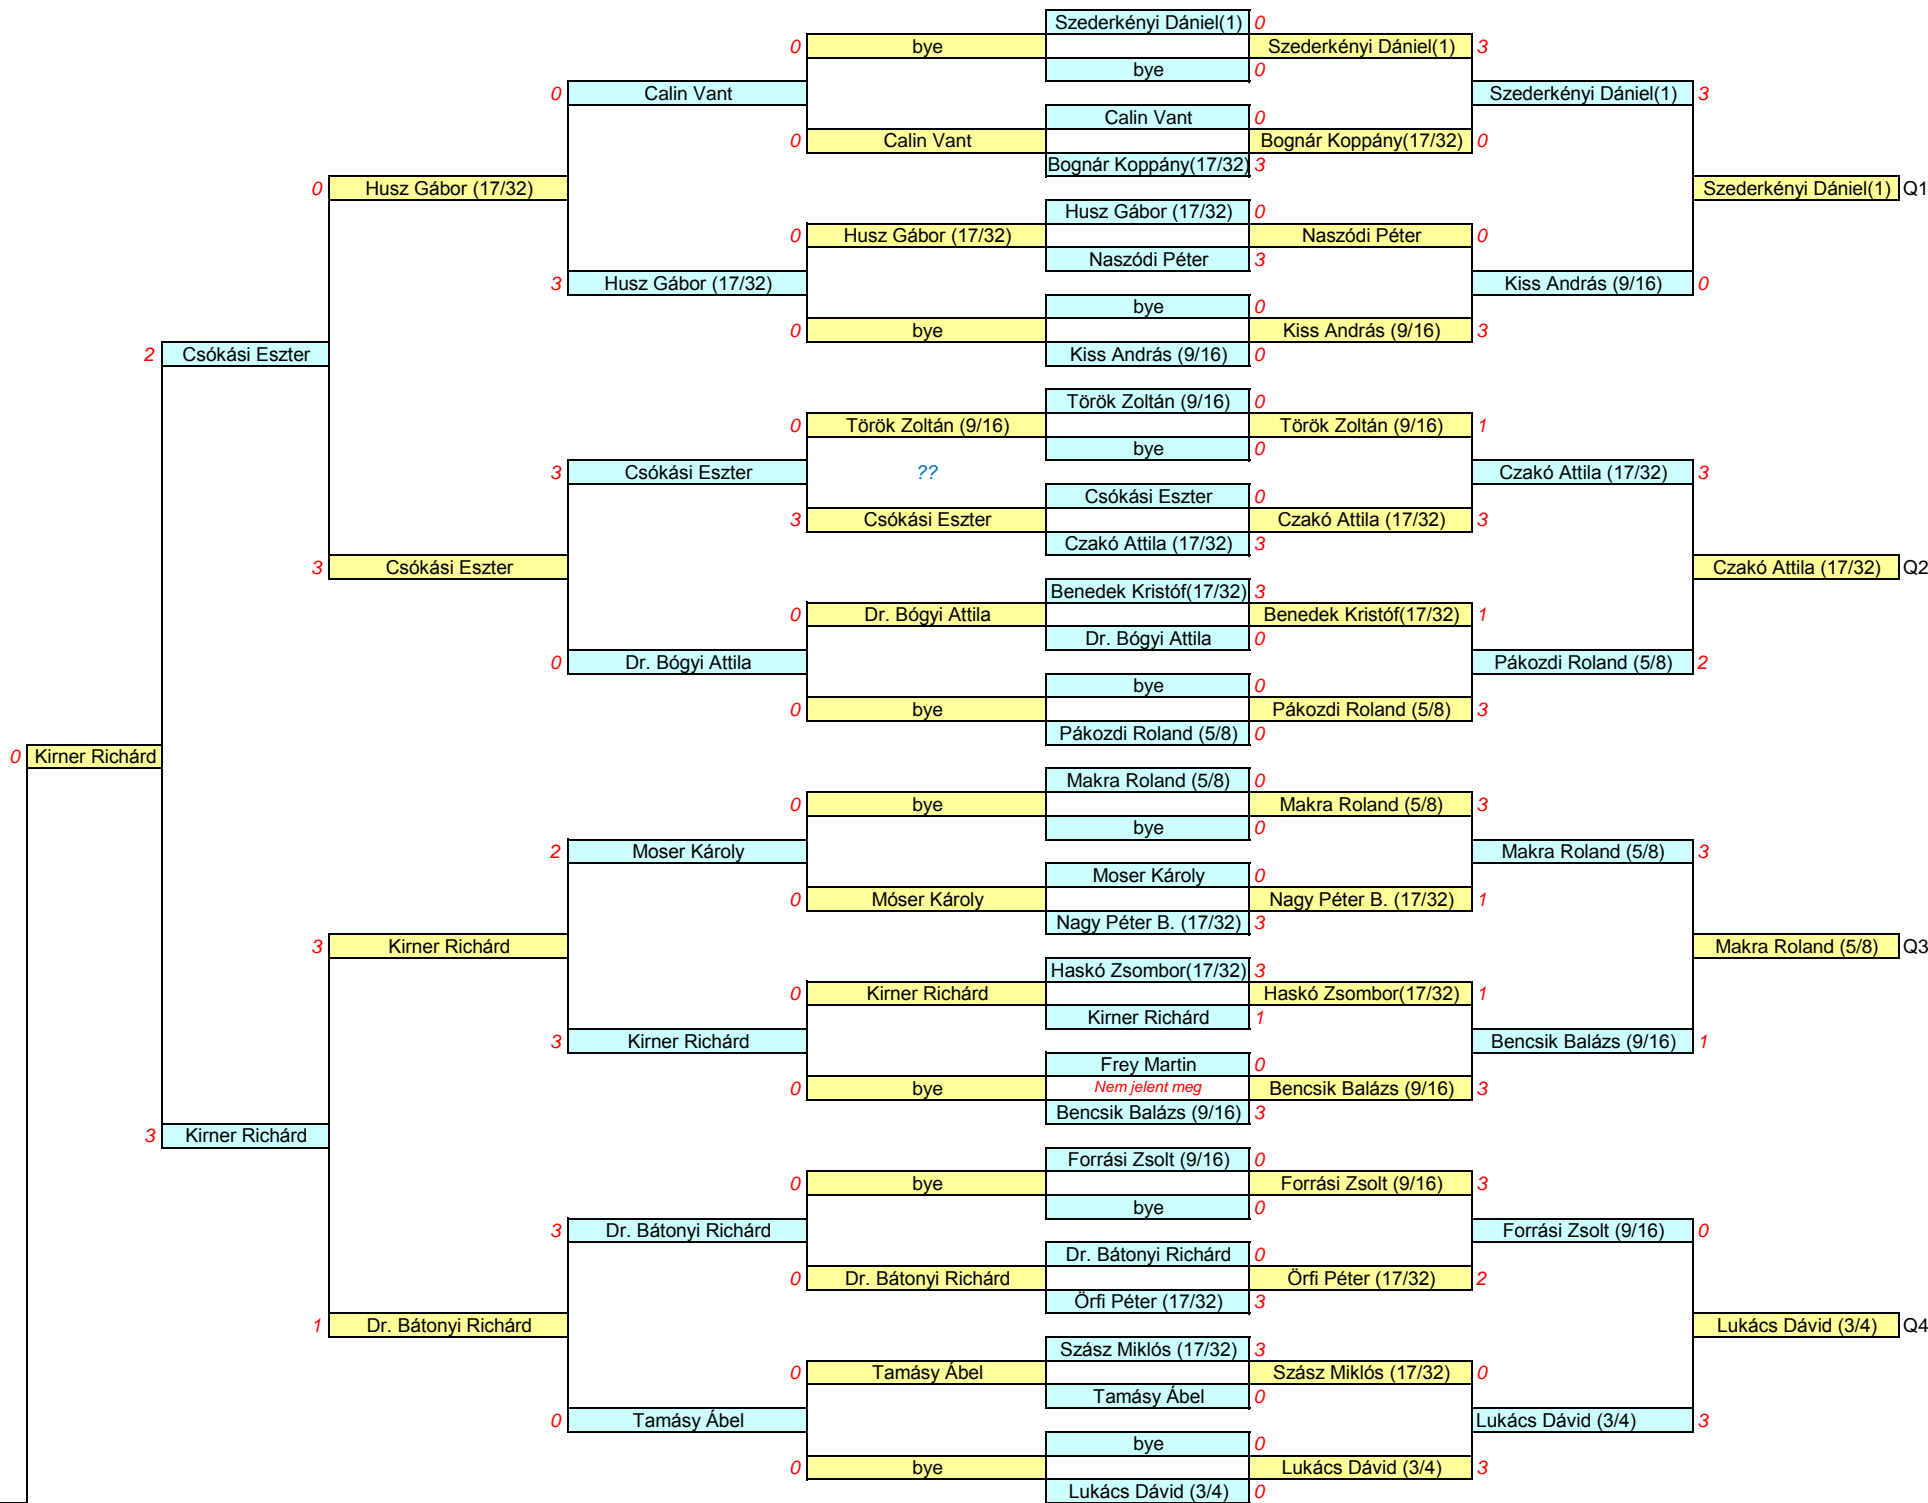 Szederkényi Dániel(1) 0
0 bye Szederkényi Dániel(1) 3
bye 0
0 Calin Vant Szederkényi Dániel(1) 3
Calin Vant 0
0 Calin Vant Bognár Koppány(17/32) 0
Bognár Koppány(17/32) 3
0 Husz Gábor (17/32) Szederkényi Dániel(1) Q1
Husz Gábor (17/32) 0
0 Husz Gábor (17/32) Naszódi Péter 0
Naszódi Péter 3
3 Husz Gábor (17/32) Kiss András (9/16) 0
bye 0
0 bye Kiss András (9/16) 3
2 Csókási Eszter Kiss András (9/16) 0
Török Zoltán (9/16) 0
0 Török Zoltán (9/16) Török Zoltán (9/16) 1
bye 0
3 Csókási Eszter ?? Czakó Attila (17/32) 3
Csókási Eszter 0
3 Csókási Eszter Czakó Attila (17/32) 3
Czakó Attila (17/32) 3
3 Csókási Eszter Czakó Attila (17/32) Q2
Benedek Kristóf(17/32) 3
0 Dr. Bógyi Attila Benedek Kristóf(17/32) 1
Dr. Bógyi Attila 0
0 Dr. Bógyi Attila Pákozdi Roland (5/8) 2
bye 0
0 bye Pákozdi Roland (5/8) 3
Pákozdi Roland (5/8) 0
0 Kirner Richárd
Makra Roland (5/8) 0
0 bye Makra Roland (5/8) 3
bye 0
2 Moser Károly Makra Roland (5/8) 3
Moser Károly 0
0 Móser Károly Nagy Péter B. (17/32) 1
Nagy Péter B. (17/32) 3
3 Kirner Richárd Makra Roland (5/8) Q3
Haskó Zsombor(17/32) 3
0 Kirner Richárd Haskó Zsombor(17/32) 1
Kirner Richárd 1
3 Kirner Richárd Bencsik Balázs (9/16) 1
Frey Martin 0
0 bye Nem jelent meg Bencsik Balázs (9/16) 3
Bencsik Balázs (9/16) 3
3 Kirner Richárd
Forrási Zsolt (9/16) 0
0 bye Forrási Zsolt (9/16) 3
bye 0
3 Dr. Bátonyi Richárd Forrási Zsolt (9/16) 0
Dr. Bátonyi Richárd 0
0 Dr. Bátonyi Richárd Örfi Péter (17/32) 2
Örfi Péter (17/32) 3
1 Dr. Bátonyi Richárd Lukács Dávid (3/4) Q4
Szász Miklós (17/32) 3
0 Tamásy Ábel Szász Miklós (17/32) 0
Tamásy Ábel 0
0 Tamásy Ábel Lukács Dávid (3/4) 3
bye 0
0 bye Lukács Dávid (3/4) 3
Lukács Dávid (3/4) 0